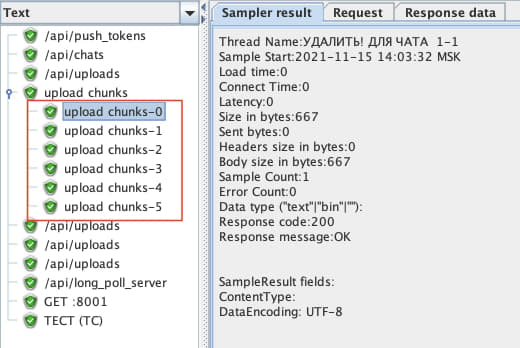 Text
/api/push_tokens
/api/chats
/api/uploads
upload chunks
upload chunks-0
upload chunks-1
upload chunks-2
upload chunks-3
upload chunks-4
upload chunks-5
/api/uploads
/api/uploads
/api/uploads
/api/long_poll_server
GET :8001
ТЕСТ (ТС)
Sampler result
Request
Response data
Thread Name:УДАЛИТЬ! ДЛЯ ЧАТА 1-1
Sample Start:2021-11-15 14:03:32 MSK
Load time:0
Connect Time:0
Latency:0
Size in bytes:667
Sent bytes:0
Headers size in bytes:0
Body size in bytes:667
Sample Count:1
Error Count:0
Data type ("text"|"bin"|""):
Response code:200
Response message:OK
SampleResult fields:
ContentType:
DataEncoding: UTF-8